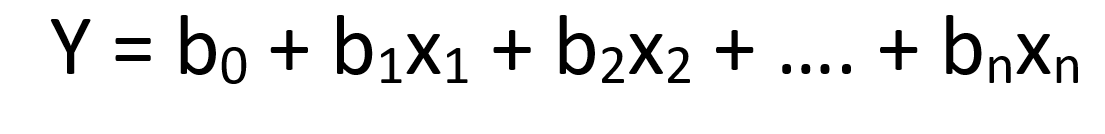 Y = b₀ + b₁x₁ + b₂x₂ + .... + bₙxₙ